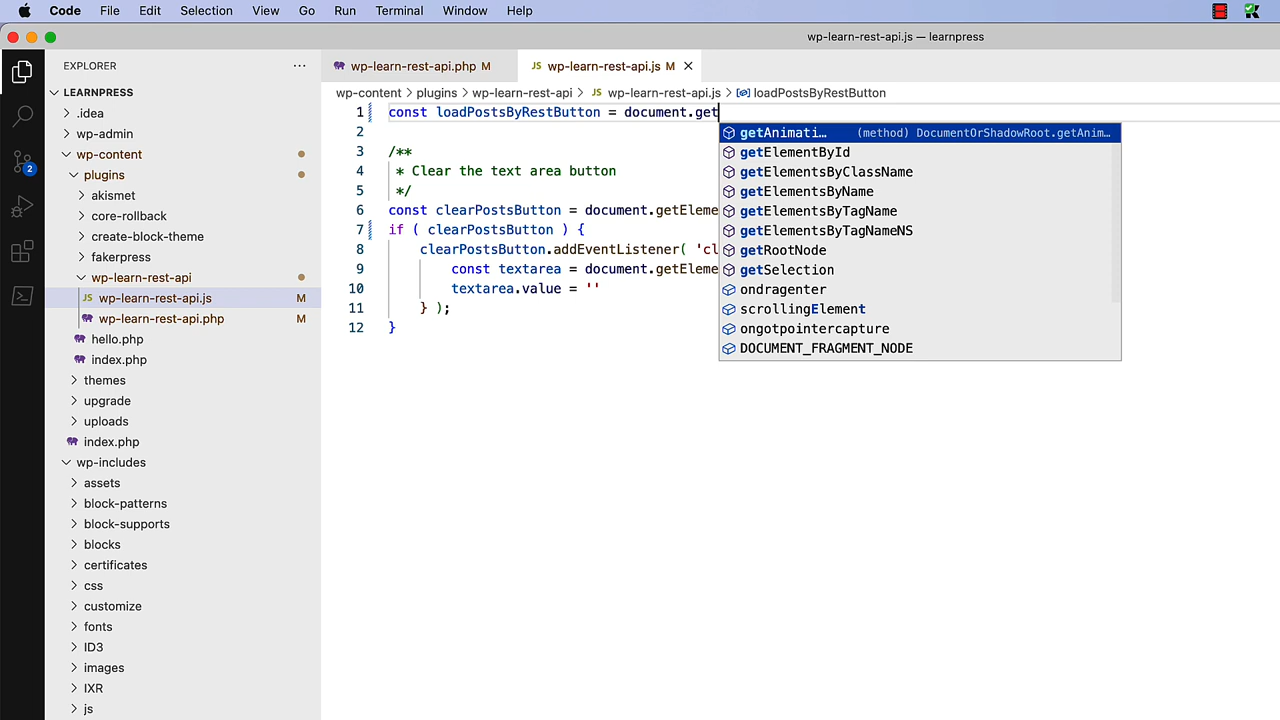 Code File Edit Selection View Go Run Terminal Window Help
wp-learn-rest-api.js — learnpress
EXPLORER
LEARNPRESS
.idea
wp-admin
wp-content
plugins
akismet
core-rollback
create-block-theme
fakerpress
wp-learn-rest-api
JS wp-learn-rest-api.js M
wp-learn-rest-api.php M
hello.php
index.php
themes
upgrade
uploads
index.php
wp-includes
assets
block-patterns
block-supports
blocks
certificates
css
customize
fonts
ID3
images
IXR
js
2
wp-learn-rest-api.php M
JS wp-learn-rest-api.js M
wp-content > plugins > wp-learn-rest-api > JS wp-learn-rest-api.js > loadPostsByRestButton
1 const loadPostsByRestButton = document.get
2
3 /**
4 * Clear the text area button
5 */
6 const clearPostsButton = document.getEleme
7 if ( clearPostsButton ) {
8 clearPostsButton.addEventListener( 'cl
9 const textarea = document.getEleme
10 textarea.value = ''
11 } );
12 }
getAnimati… (method) DocumentOrShadowRoot.getAnim…
getElementById
getElementsByClassName
getElementsByName
getElementsByTagName
getElementsByTagNameNS
getRootNode
getSelection
ondragenter
scrollingElement
ongotpointercapture
DOCUMENT_FRAGMENT_NODE